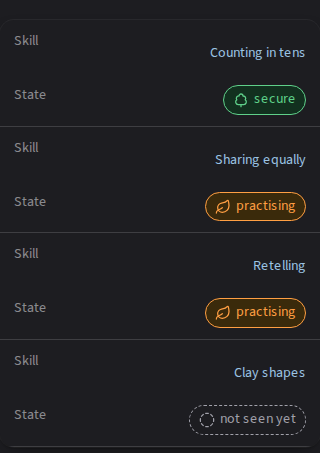 Skill
Counting in tens
State
secure
Skill
Sharing equally
State
practising
Skill
Retelling
State
practising
Skill
Clay shapes
State
not seen yet